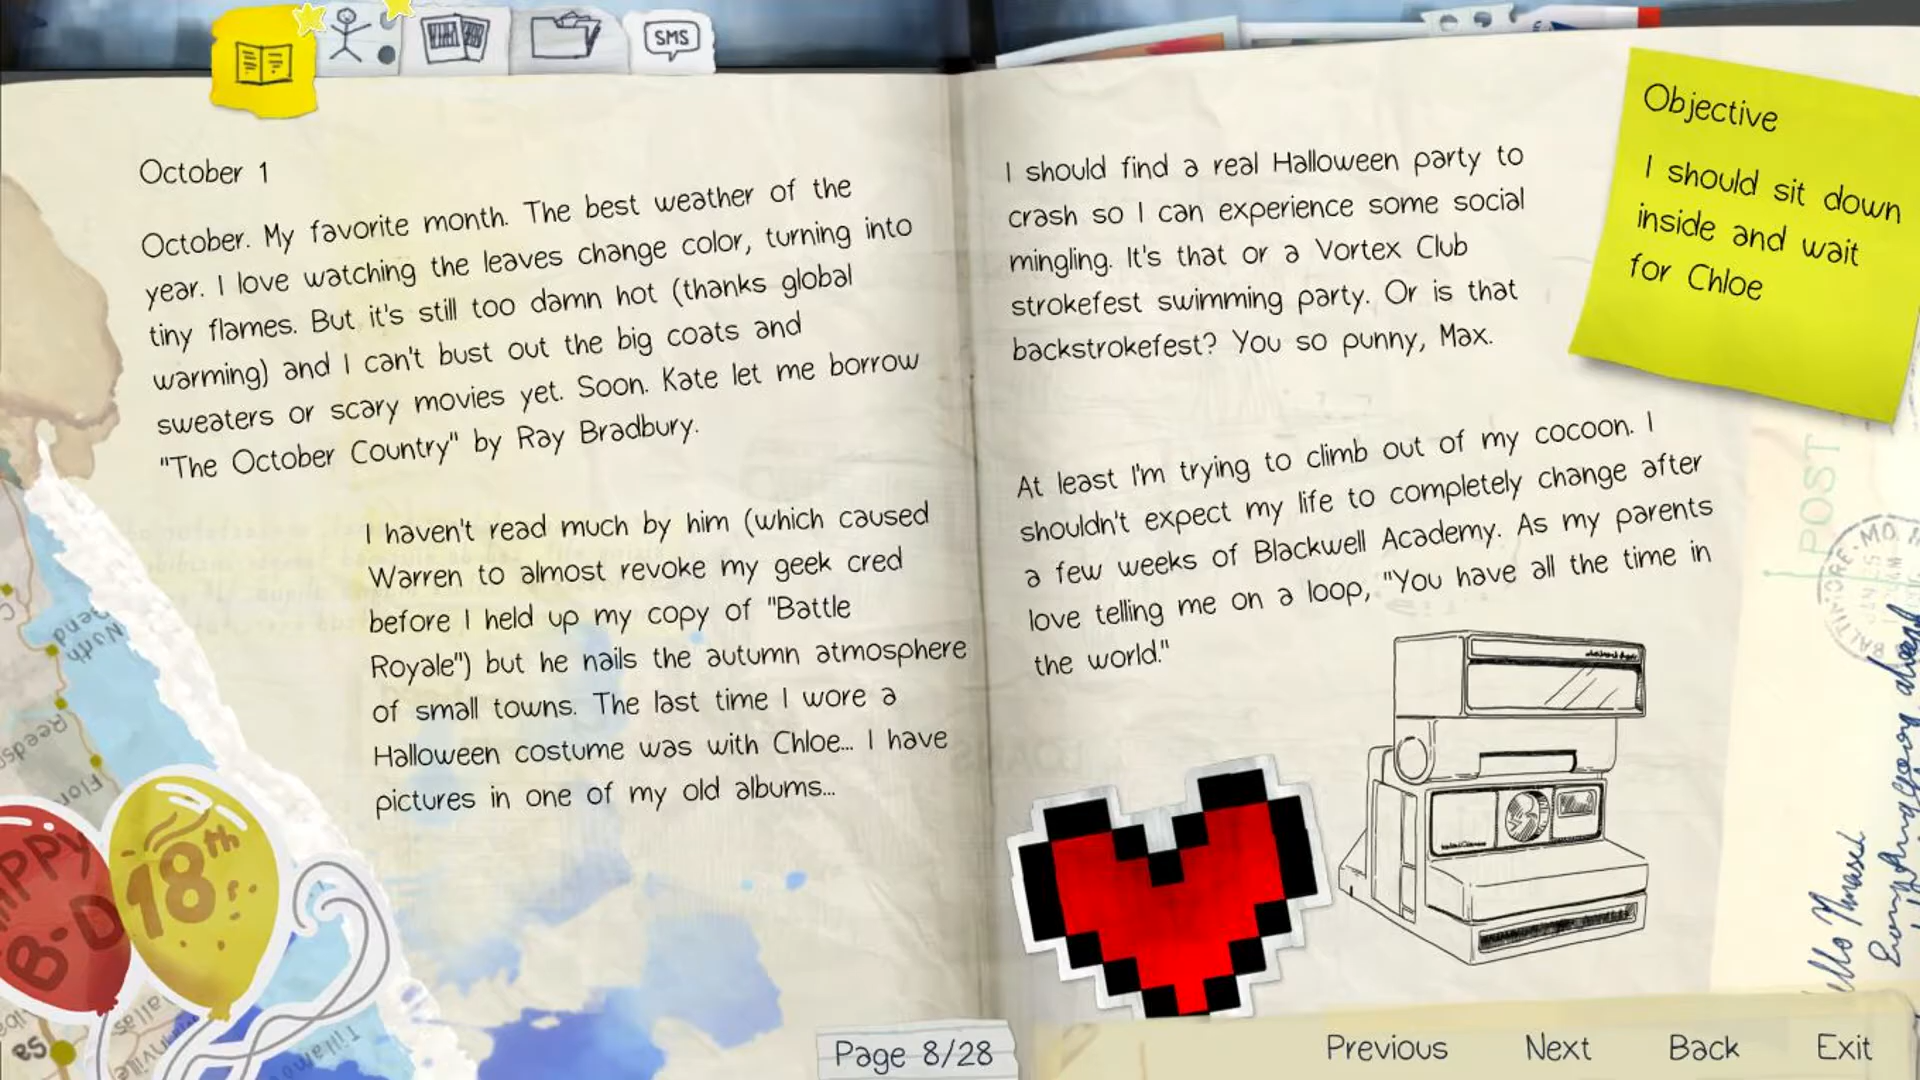 SMS
October 1
October. My favorite month. The best weather of the
year. I love watching the leaves change color, turning into
tiny flames. But it's still too damn hot (thanks global
warming) and I can't bust out the big coats and
sweaters or scary movies yet. Soon. Kate let me borrow
"The October Country" by Ray Bradbury.
I haven't read much by him (which caused
Warren to almost revoke my geek cred
before I held up my copy of "Battle
Royale") but he nails the autumn atmosphere
of small towns. The last time I wore a
Halloween costume was with Chloe... I have
pictures in one of my old albums...
I should find a real Halloween party to
crash so I can experience some social
mingling. It's that or a Vortex Club
strokefest swimming party. Or is that
backstrokefest? You so punny, Max.
At least I'm trying to climb out of my cocoon. I
shouldn't expect my life to completely change after
a few weeks of Blackwell Academy. As my parents
love telling me on a loop, "You have all the time in
the world."
Objective
I should sit down
inside and wait
for Chloe
POST
BALTIMORE-MO.
North
Bend
B-D
18th
Page 8/28
Previous
Next
Back
Exit